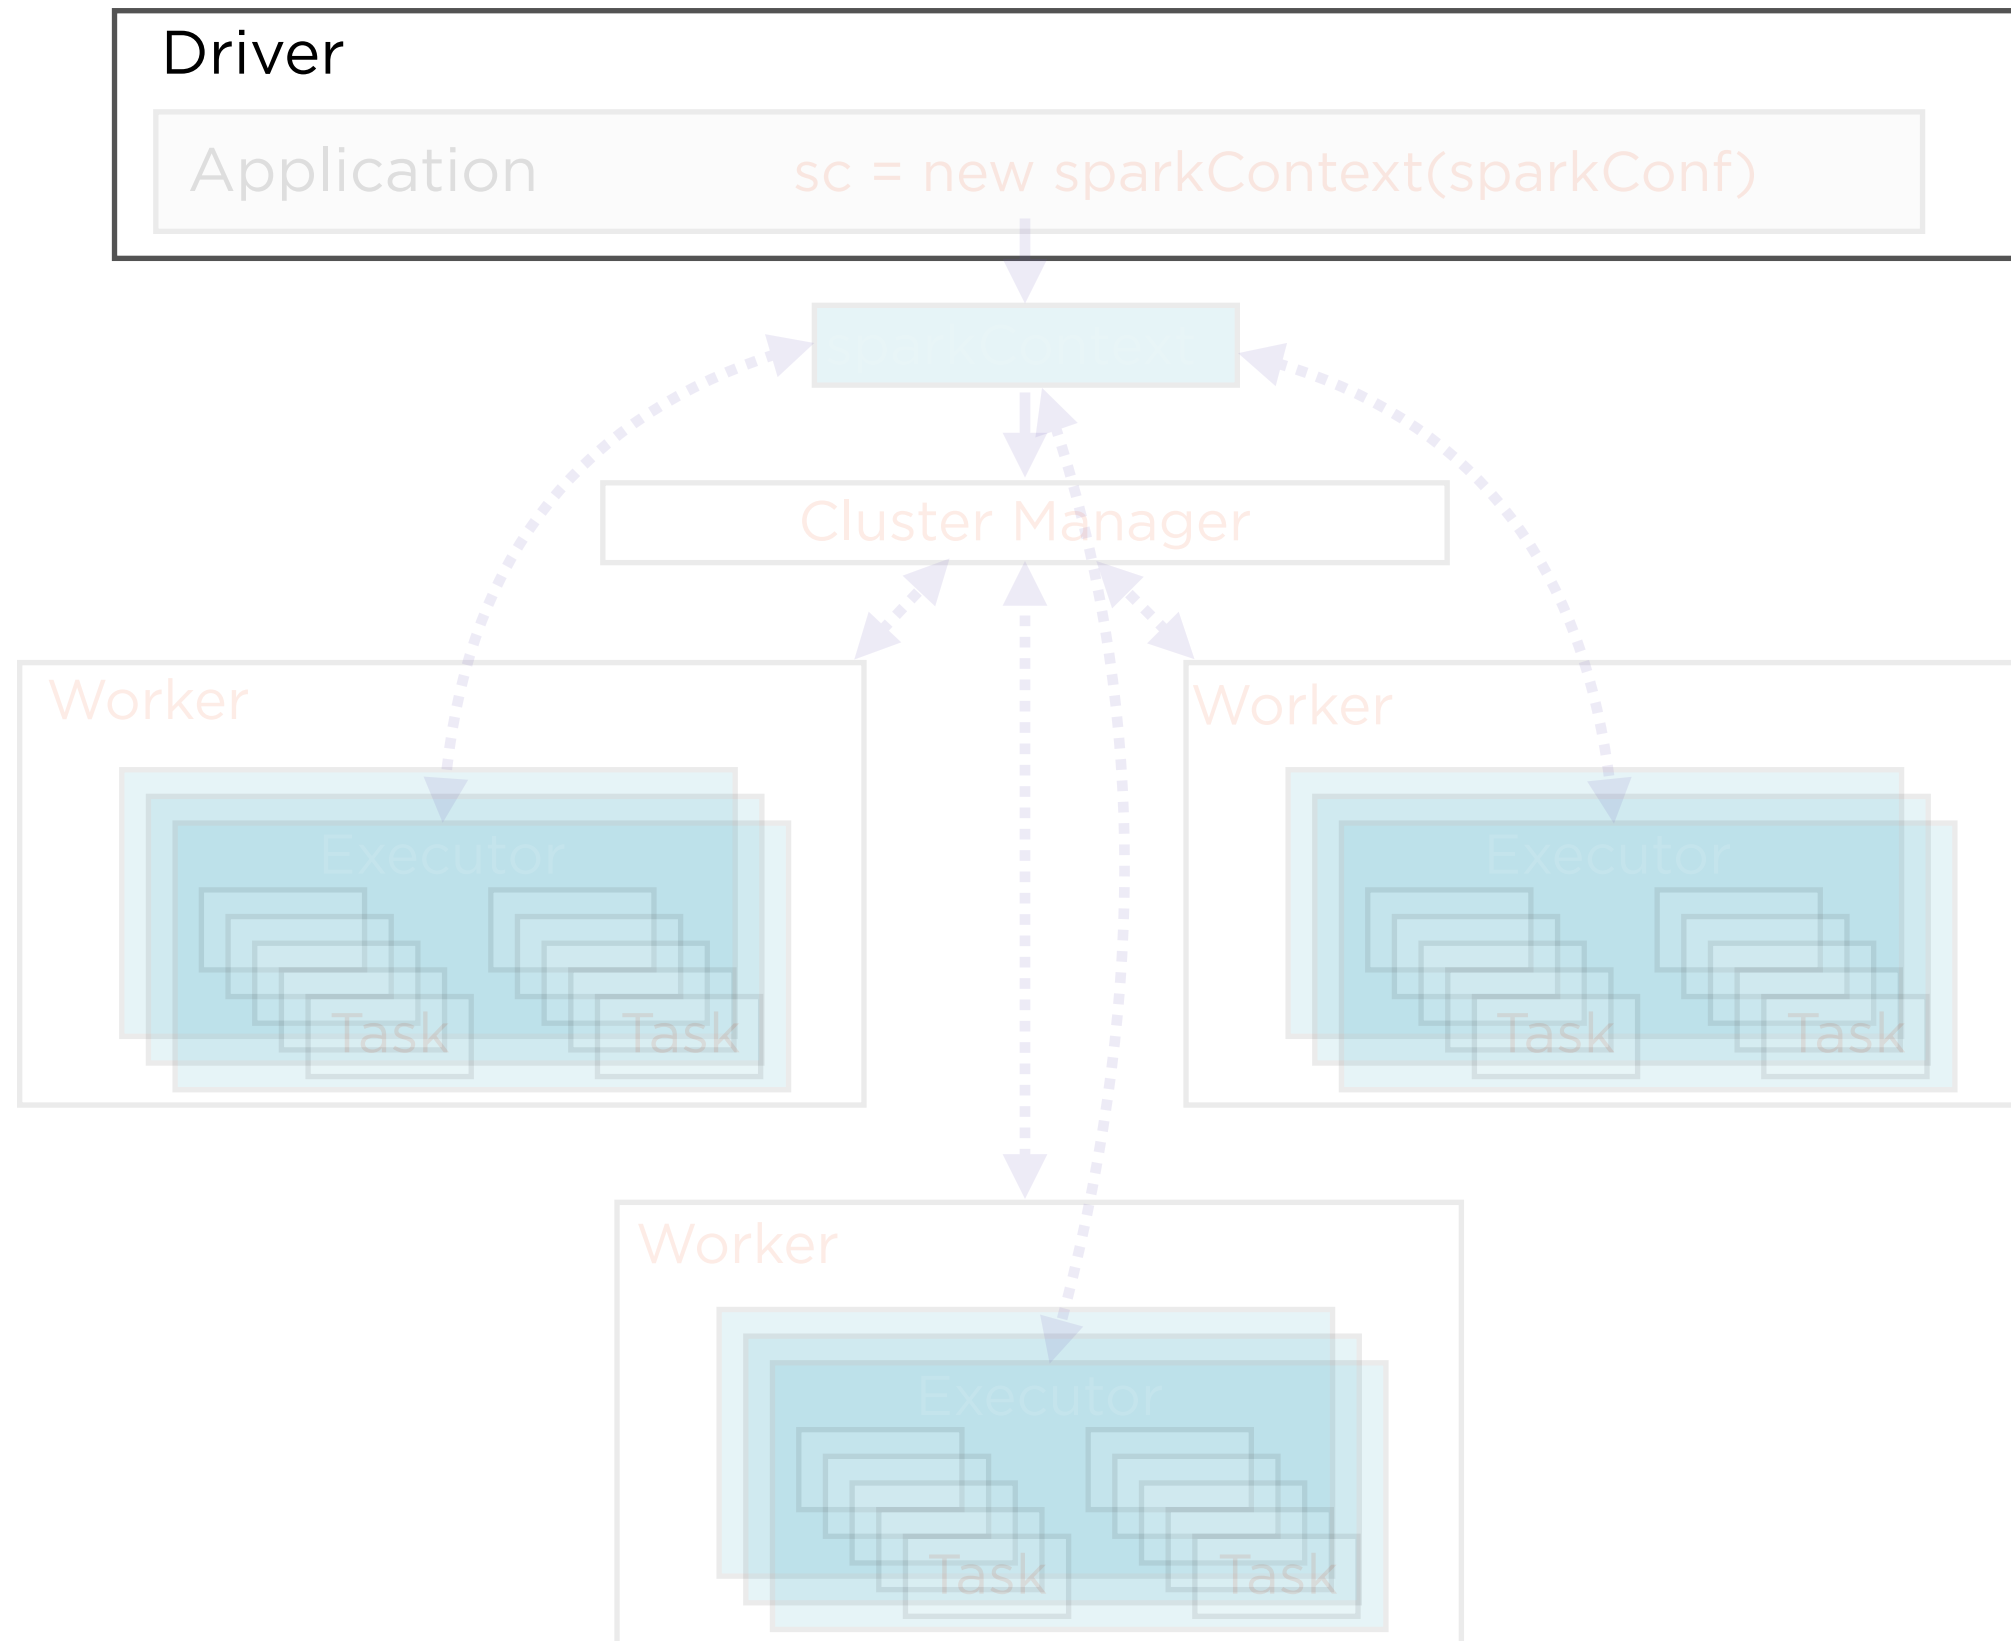 Driver
Application
sc = new sparkContext(sparkConf)
Cluster Manager
Worker
Worker
Executor
Executor
Task
Task
Task
Task
Worker
Executor
Task
Task